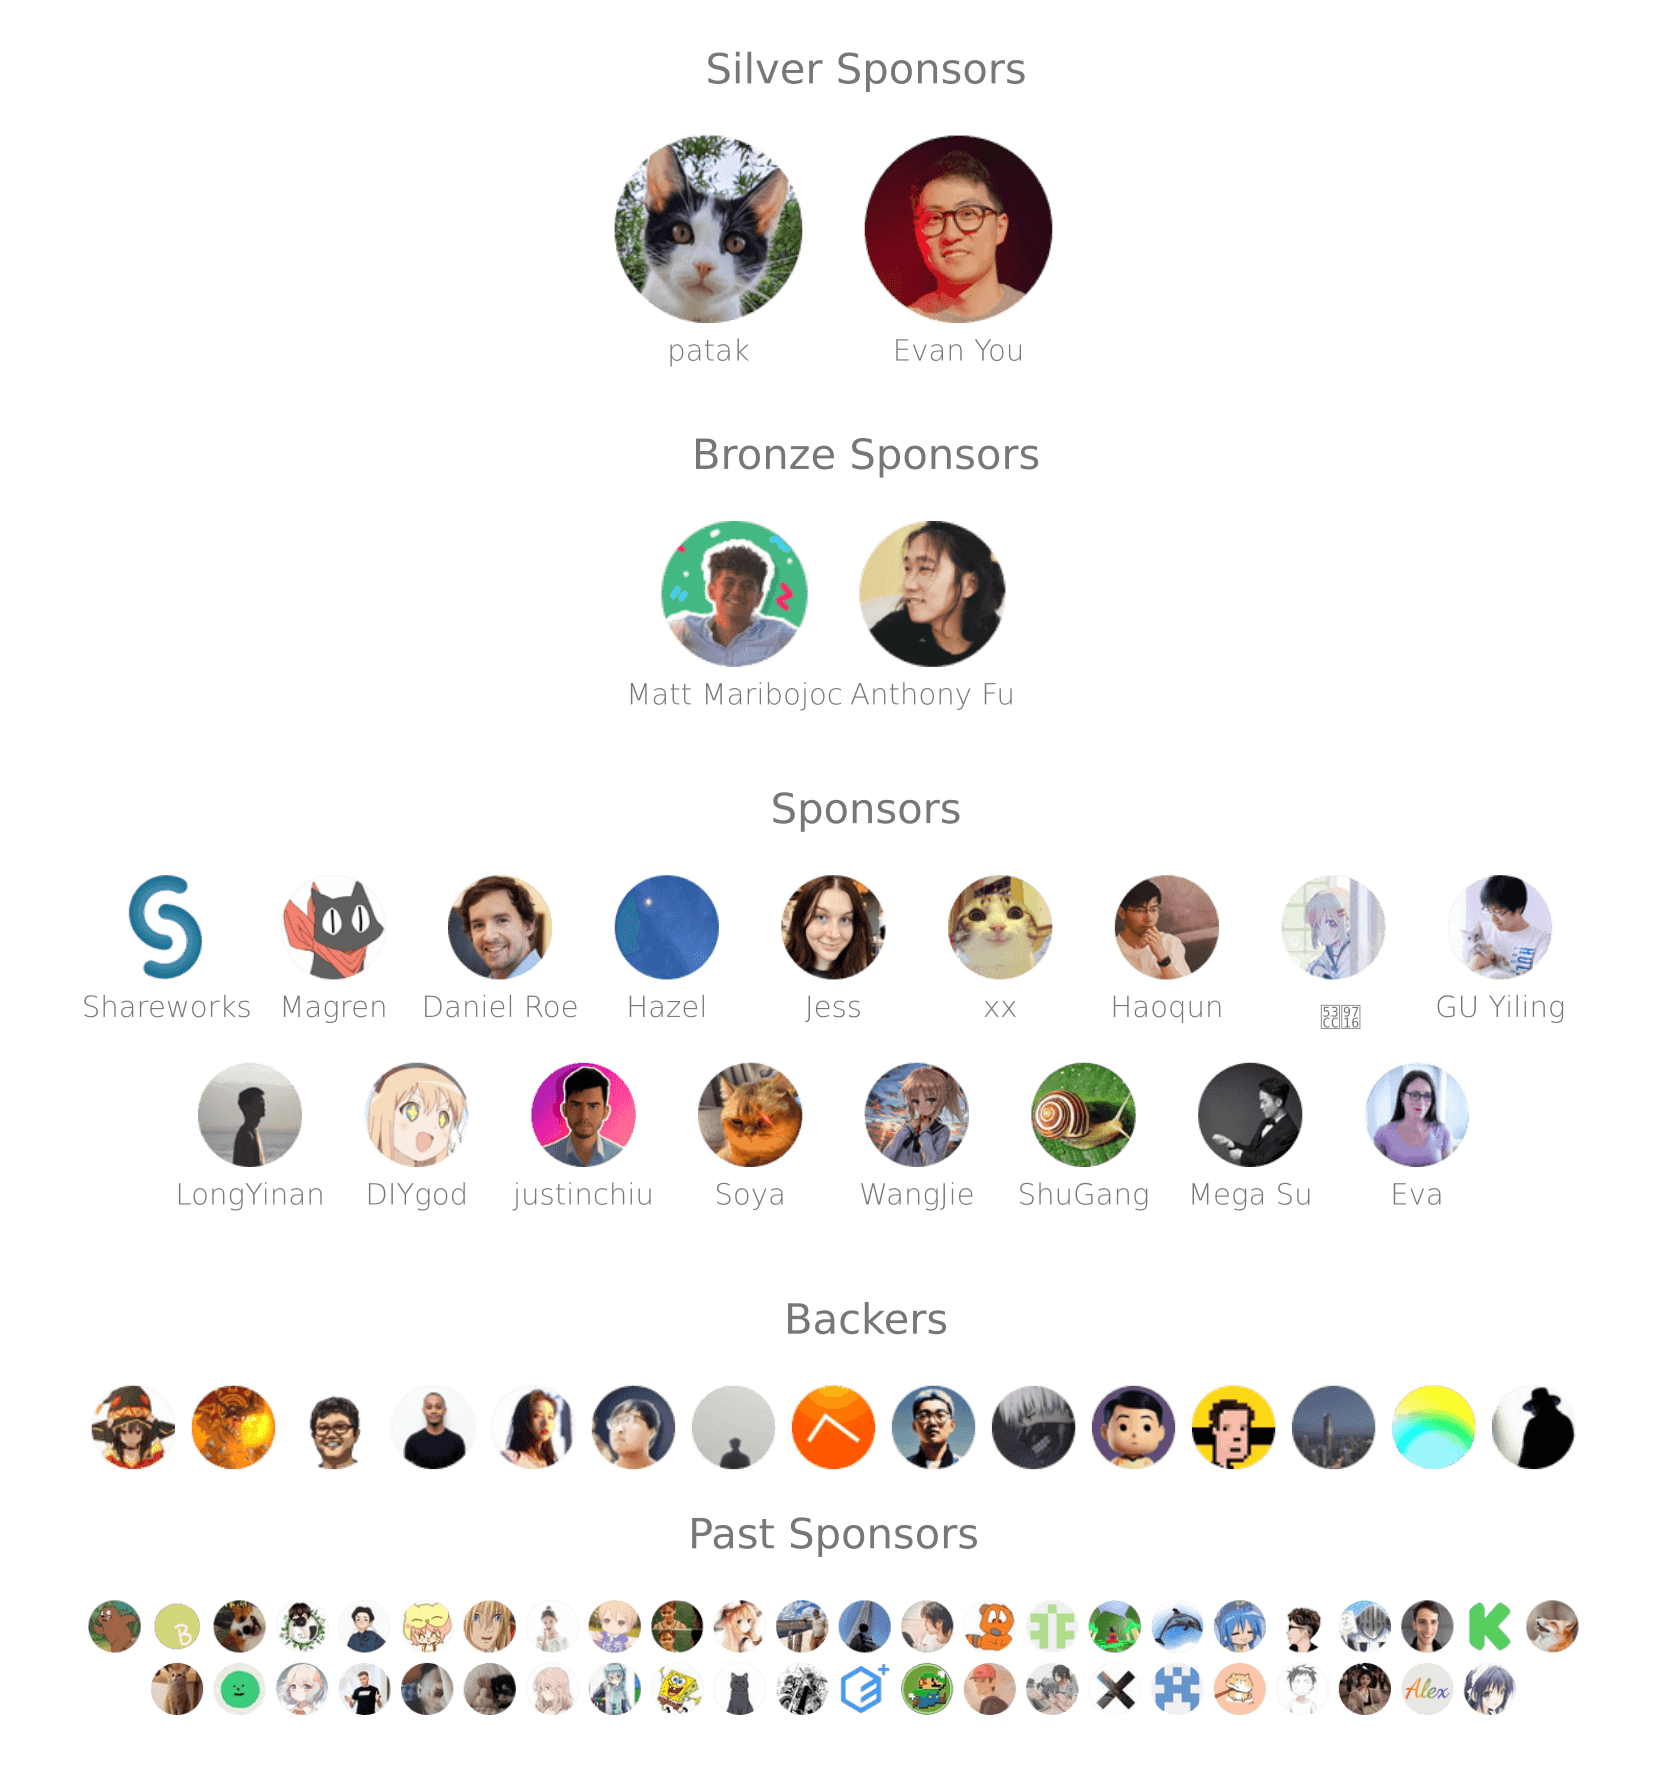 Silver Sponsors
patak Evan You
Bronze Sponsors
Matt Maribojoc Anthony Fu
Sponsors
Shareworks Magren Daniel Roe Hazel Jess xx Haoqun GU Yiling
LongYinan DIYgod justinchiu Soya WangJie ShuGang Mega Su Eva
Backers
Past Sponsors
B
K
Alex